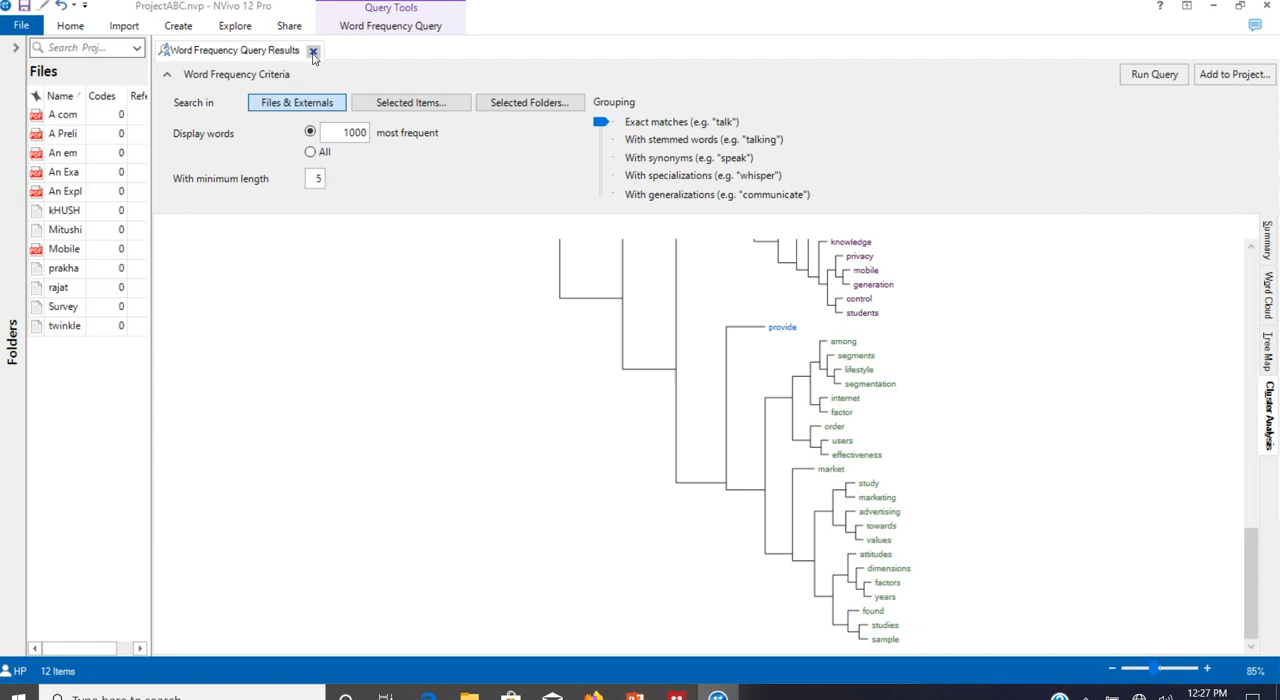 ProjectABC.nvp - NVivo 12 Pro
Query Tools
File
Home
Import
Create
Explore
Share
Word Frequency Query
Search Proj...
Files
Name
Codes
Refe
A com 0
A Preli 0
An em 0
An Exa 0
An Expl 0
kHUSH 0
Mitushi 0
Mobile 0
prakha 0
rajat 0
Survey 0
twinkle 0
Folders
Word Frequency Query Results
Word Frequency Criteria
Run Query
Add to Project...
Search in
Files & Externals
Selected Items...
Selected Folders...
Grouping
Display words
1000 most frequent
All
With minimum length
5
Exact matches (e.g. "talk")
With stemmed words (e.g. "talking")
With synonyms (e.g. "speak")
With specializations (e.g. "whisper")
With generalizations (e.g. "communicate")
knowledge
privacy
mobile
generation
control
students
provide
among
segments
lifestyle
segmentation
internet
factor
order
users
effectiveness
market
study
marketing
advertising
towards
values
attitudes
dimensions
factors
years
found
studies
sample
Summary
Word Cloud
Tree Map
Cluster Analysis
HP
12 Items
85%
Type here to search
12:27 PM